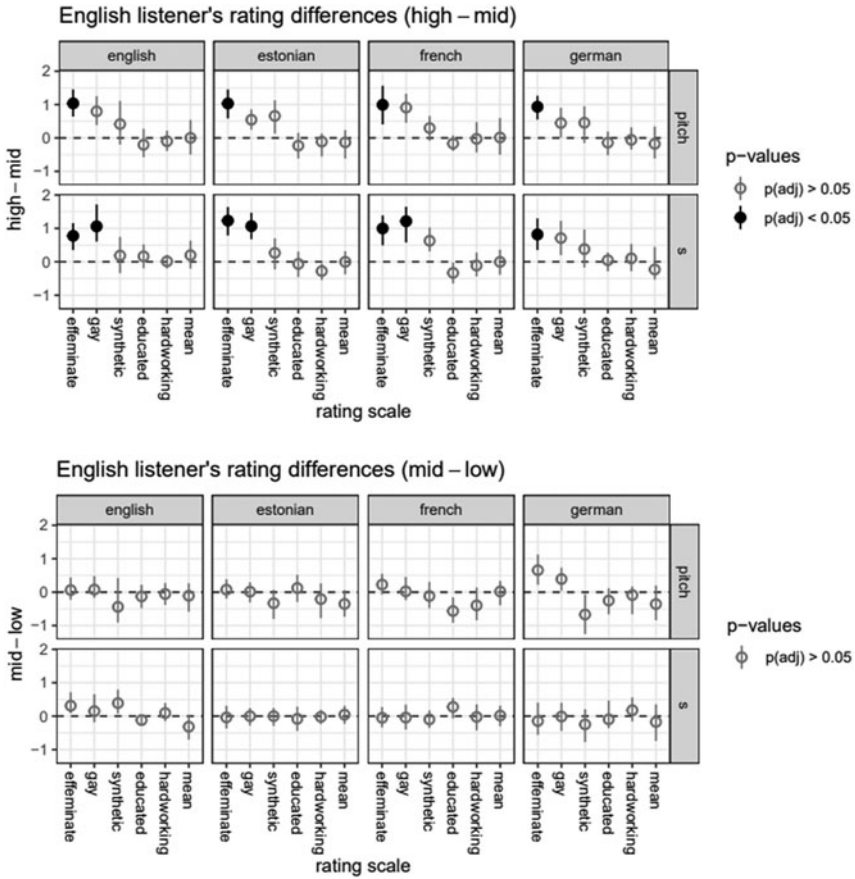 English listener's rating differences (high – mid)
english estonian french german
2
1
0
−1
pitch
2
1
0
−1
s
high – mid
effeminate gay synthetic educated hardworking mean effeminate gay synthetic educated hardworking mean effeminate gay synthetic educated hardworking mean effeminate gay synthetic educated hardworking mean
rating scale
p−values
p(adj) > 0.05
p(adj) < 0.05
English listener's rating differences (mid – low)
english estonian french german
2
1
0
−1
pitch
2
1
0
−1
s
mid – low
effeminate gay synthetic educated hardworking mean effeminate gay synthetic educated hardworking mean effeminate gay synthetic educated hardworking mean effeminate gay synthetic educated hardworking mean
rating scale
p−values
p(adj) > 0.05